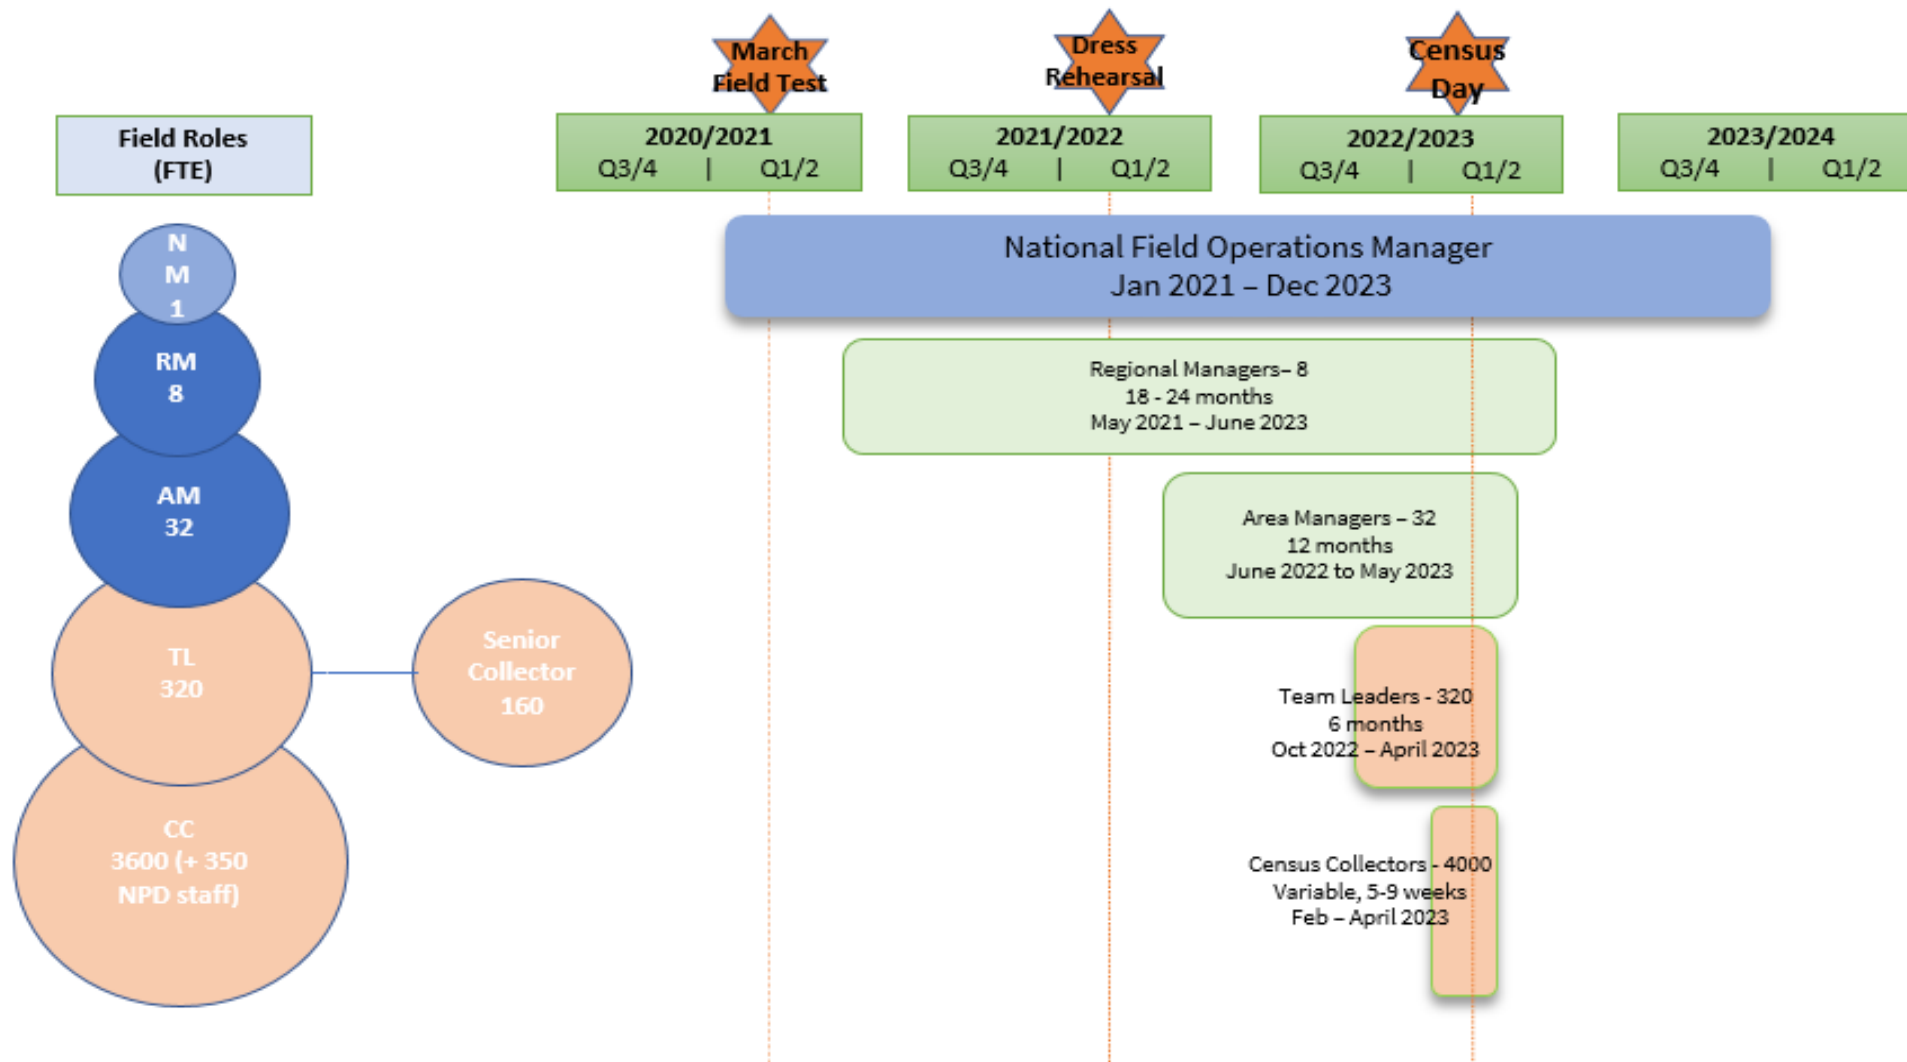 March
Field Test
Dress
Rehearsal
Census
Day
Field Roles
(FTE)
2020/2021
Q3/4 | Q1/2
2021/2022
Q3/4 | Q1/2
2022/2023
Q3/4 | Q1/2
2023/2024
Q3/4 | Q1/2
N
M
1
RM
8
AM
32
TL
320
Senior
Collector
160
CC
3600 (+ 350
NPD staff)
National Field Operations Manager
Jan 2021 – Dec 2023
Regional Managers– 8
18 - 24 months
May 2021 – June 2023
Area Managers – 32
12 months
June 2022 to May 2023
Team Leaders - 320
6 months
Oct 2022 – April 2023
Census Collectors - 4000
Variable, 5-9 weeks
Feb – April 2023